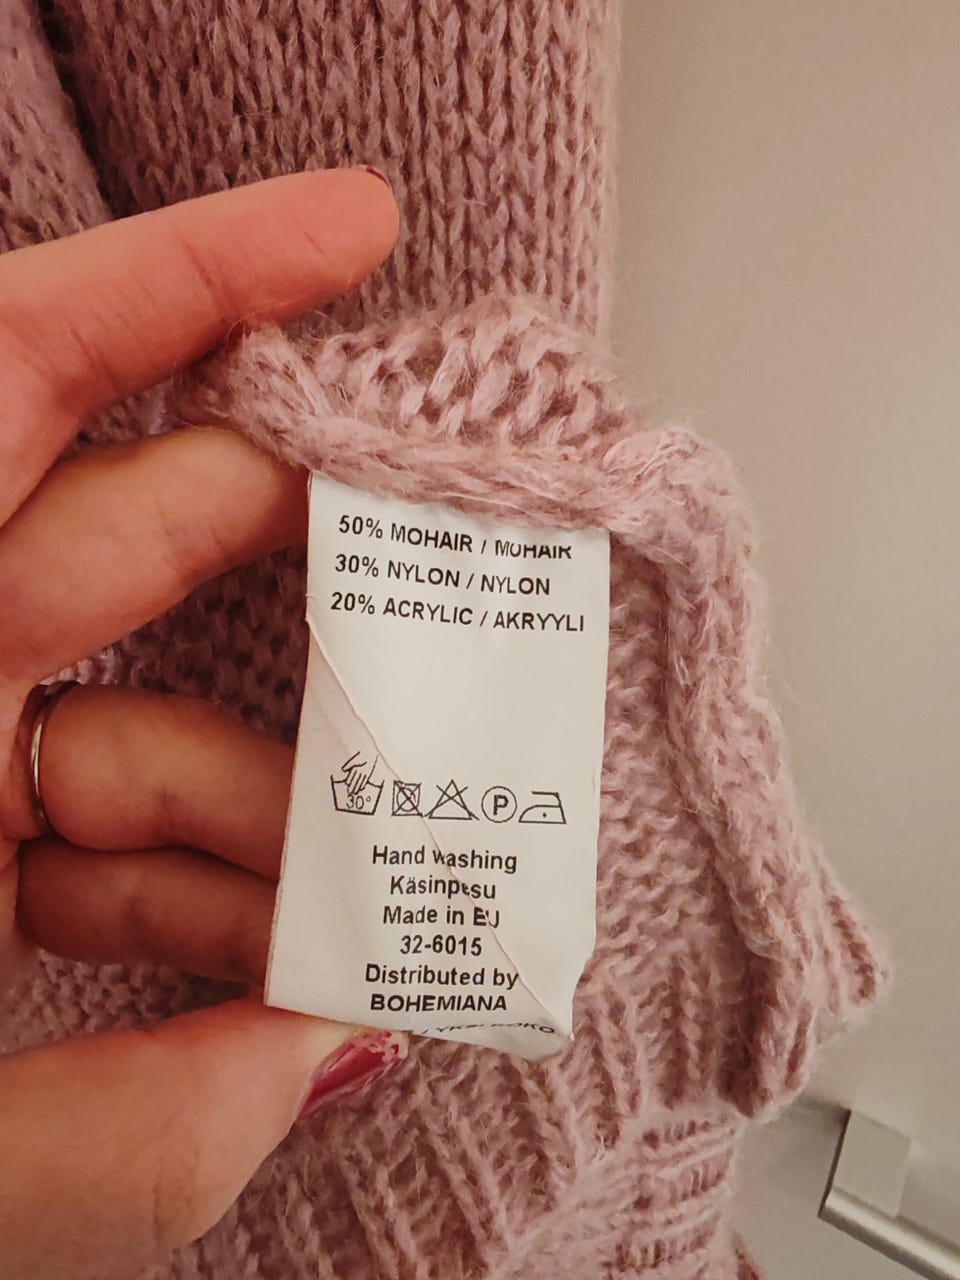 50% MOHAIR / MOHAIR
30% NYLON / NYLON
20% ACRYLIC / AKRYYLI
30°
P
Hand washing
Käsinpesu
Made in EU
32-6015
Distributed by
BOHEMIANA